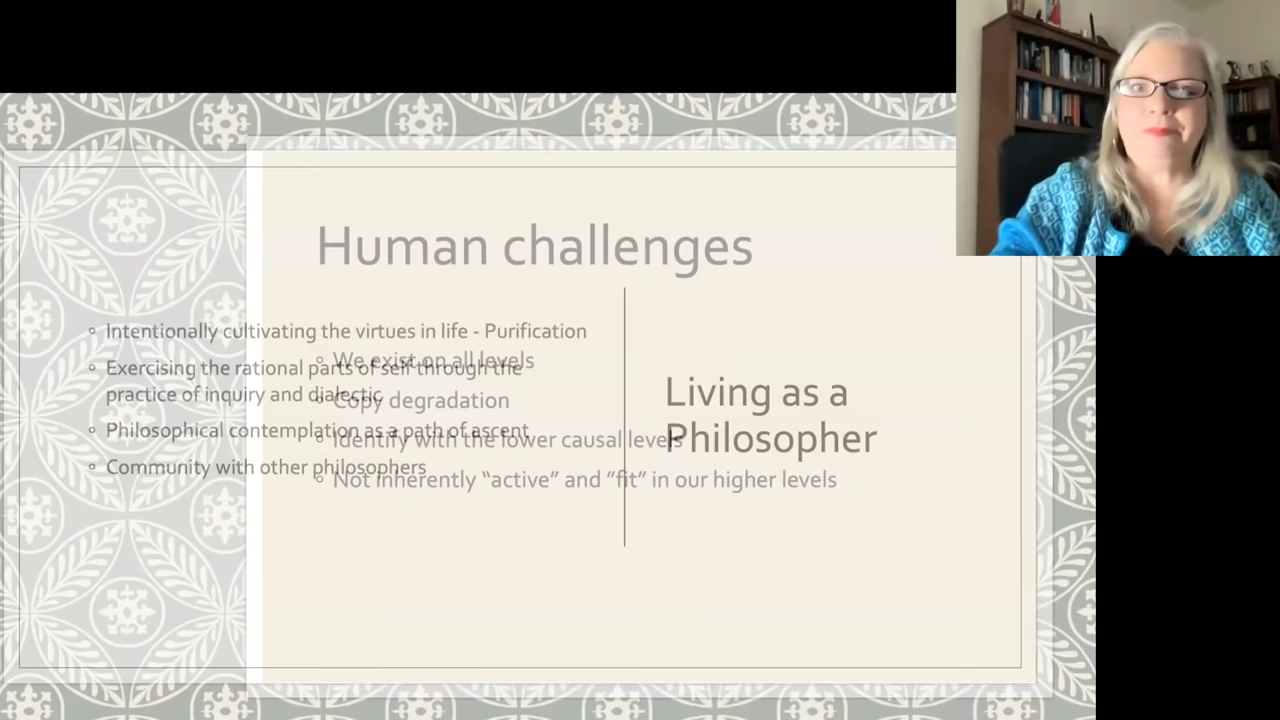 Human challenges
◦ We exist on all levels
◦ Copy degradation
◦ Identify with the lower causal levels
◦ Not inherently “active” and ”fit” in our higher levels
◦ Intentionally cultivating the virtues in life - Purification
◦ Exercising the rational parts of self through the
practice of inquiry and dialectic
◦ Philosophical contemplation as a path of ascent
◦ Community with other philosophers
Living as a
Philosopher